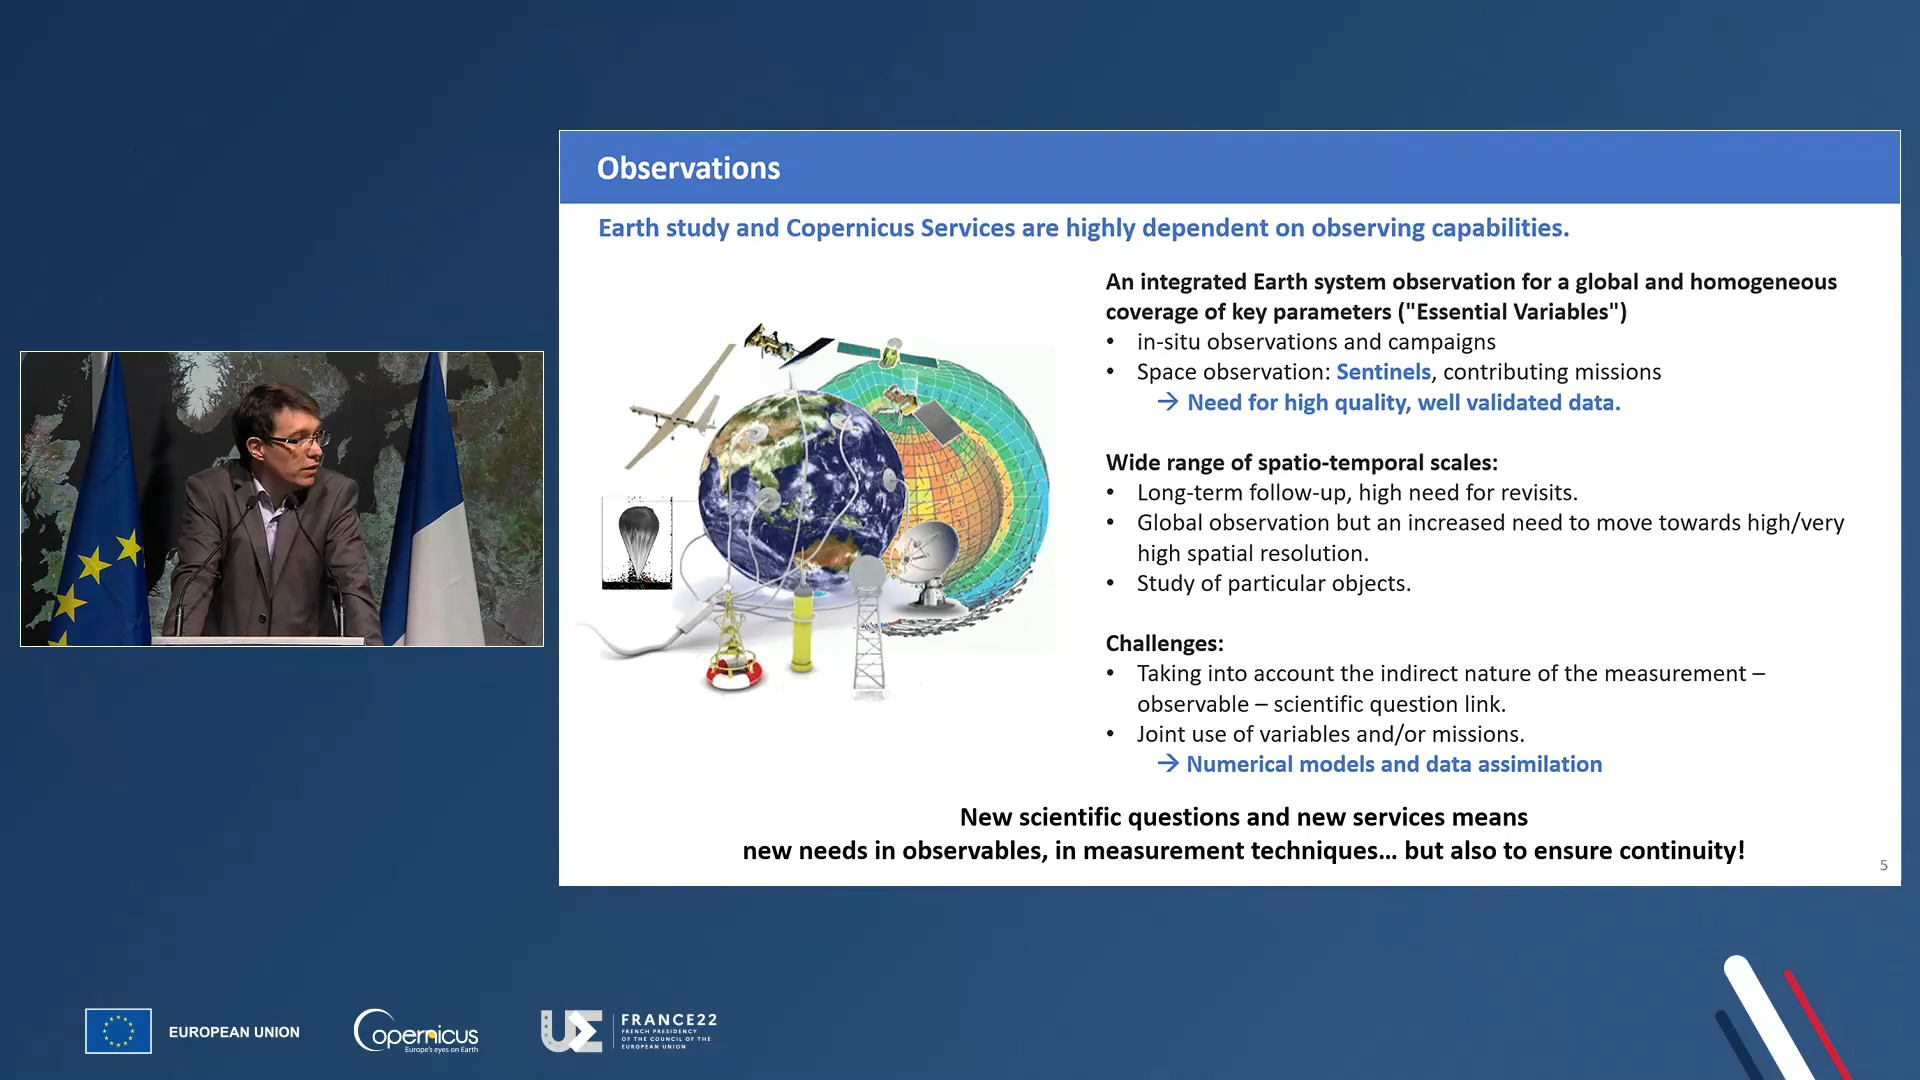 Observations
Earth study and Copernicus Services are highly dependent on observing capabilities.
An integrated Earth system observation for a global and homogeneous
coverage of key parameters ("Essential Variables")
• in-situ observations and campaigns
• Space observation: Sentinels, contributing missions
→ Need for high quality, well validated data.
Wide range of spatio-temporal scales:
• Long-term follow-up, high need for revisits.
• Global observation but an increased need to move towards high/very
high spatial resolution.
• Study of particular objects.
Challenges:
• Taking into account the indirect nature of the measurement –
observable – scientific question link.
• Joint use of variables and/or missions.
→ Numerical models and data assimilation
New scientific questions and new services means
new needs in observables, in measurement techniques... but also to ensure continuity!
5
EUROPEAN UNION
Copernicus
Europe's eyes on Earth
UE
FRANCE22
FRENCH PRESIDENCY
OF THE COUNCIL OF THE
EUROPEAN UNION